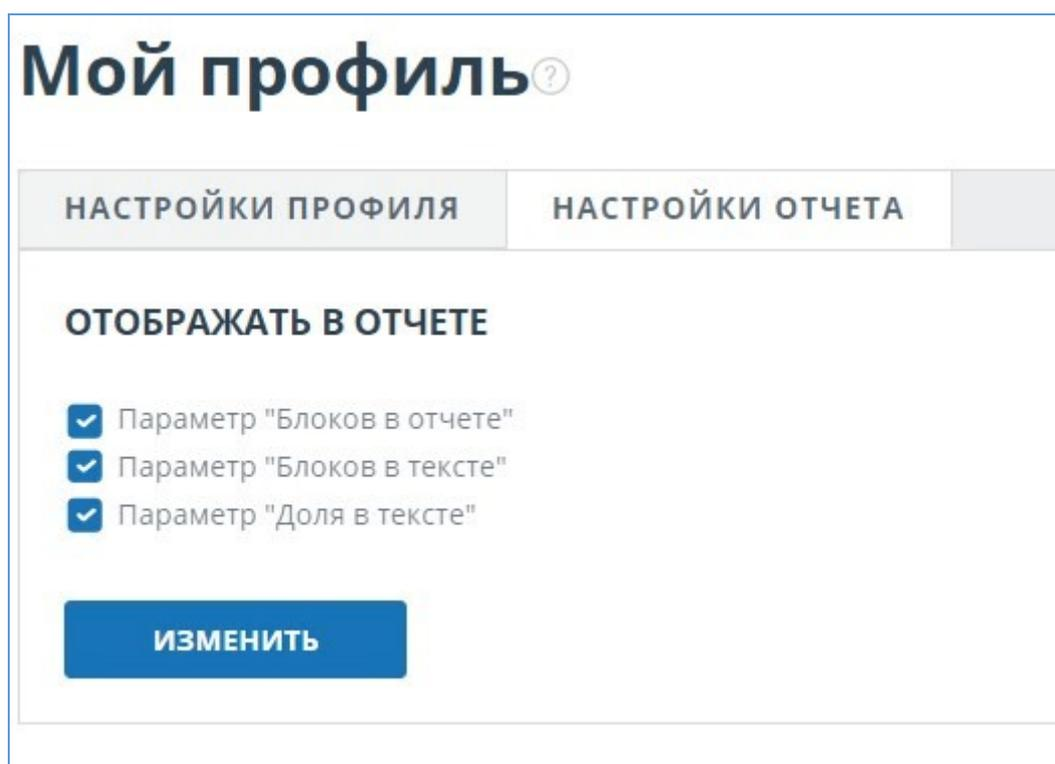 Мой профиль ?
НАСТРОЙКИ ПРОФИЛЯ
НАСТРОЙКИ ОТЧЕТА
ОТОБРАЖАТЬ В ОТЧЕТЕ
Параметр "Блоков в отчете"
Параметр "Блоков в тексте"
Параметр "Доля в тексте"
ИЗМЕНИТЬ